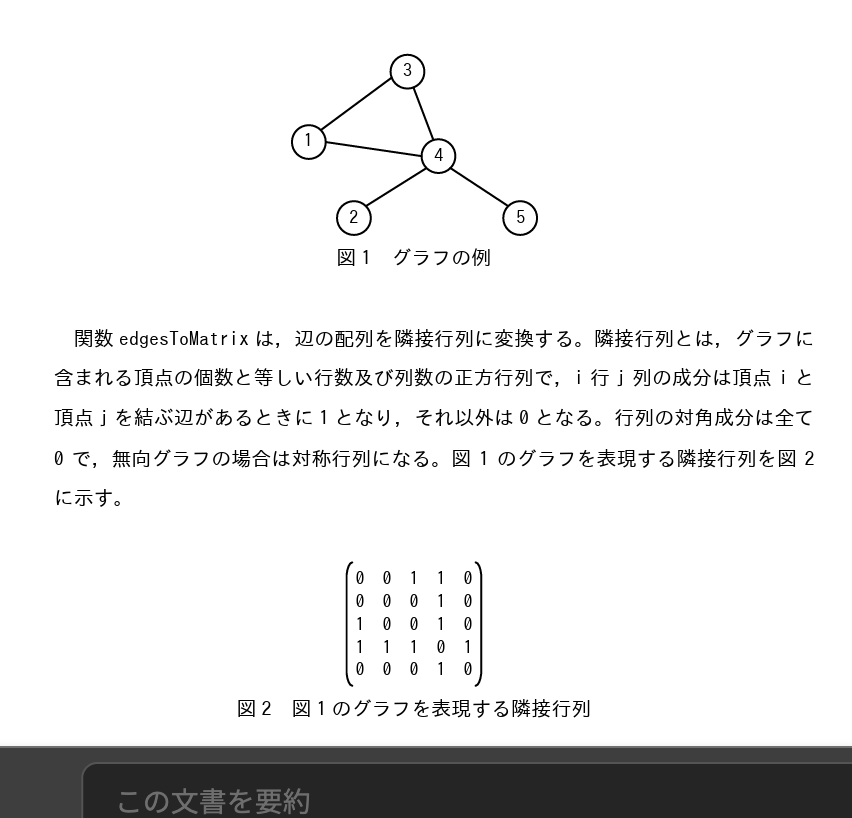 3
1
4
2
5
図1　グラフの例
関数 edgesToMatrix は，辺の配列を隣接行列に変換する。隣接行列とは，グラフに
含まれる頂点の個数と等しい行数及び列数の正方行列で，i 行 j 列の成分は頂点 i と
頂点 j を結ぶ辺があるときに 1 となり，それ以外は 0 となる。行列の対角成分は全て
0 で，無向グラフの場合は対称行列になる。図 1 のグラフを表現する隣接行列を図 2
に示す。
0 0 1 1 0
0 0 0 1 0
1 0 0 1 0
1 1 1 0 1
0 0 0 1 0
図2　図1のグラフを表現する隣接行列
この文書を要約